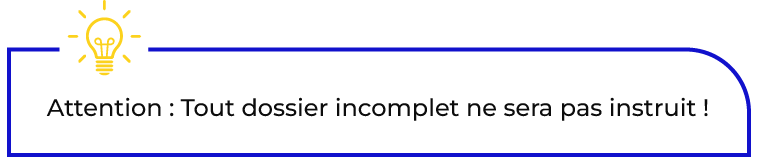 Attention : Tout dossier incomplet ne sera pas instruit !